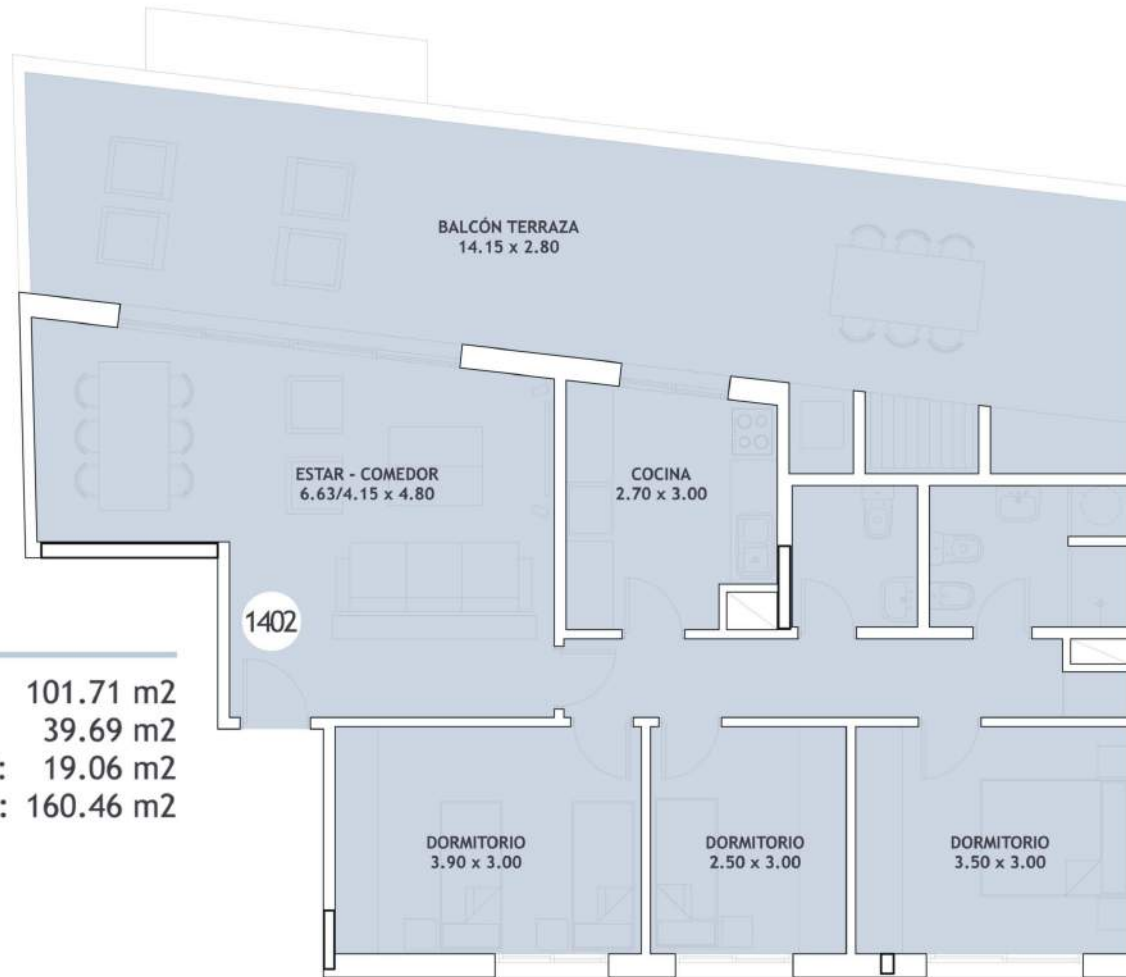 BALCÓN TERRAZA
14.15 x 2.80
ESTAR - COMEDOR
6.63/4.15 x 4.80
COCINA
2.70 x 3.00
1402
101.71 m2
39.69 m2
: 19.06 m2
: 160.46 m2
DORMITORIO
3.90 x 3.00
DORMITORIO
2.50 x 3.00
DORMITORIO
3.50 x 3.00